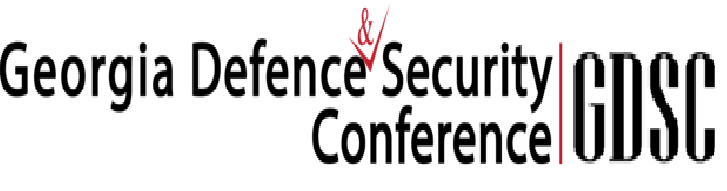 Georgia Defence & Security
Conference
GDSC